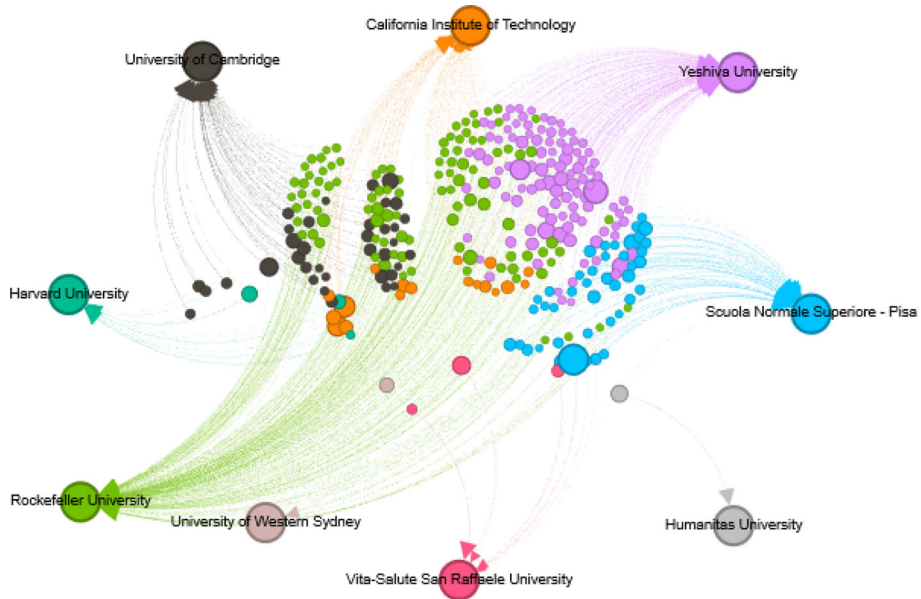 California Institute of Technology
University of Cambridge
Yeshiva University
Harvard University
Scuola Normale Superiore - Pisa
Rockefeller University
University of Western Sydney
Humanitas University
Vita-Salute San Raffaele University